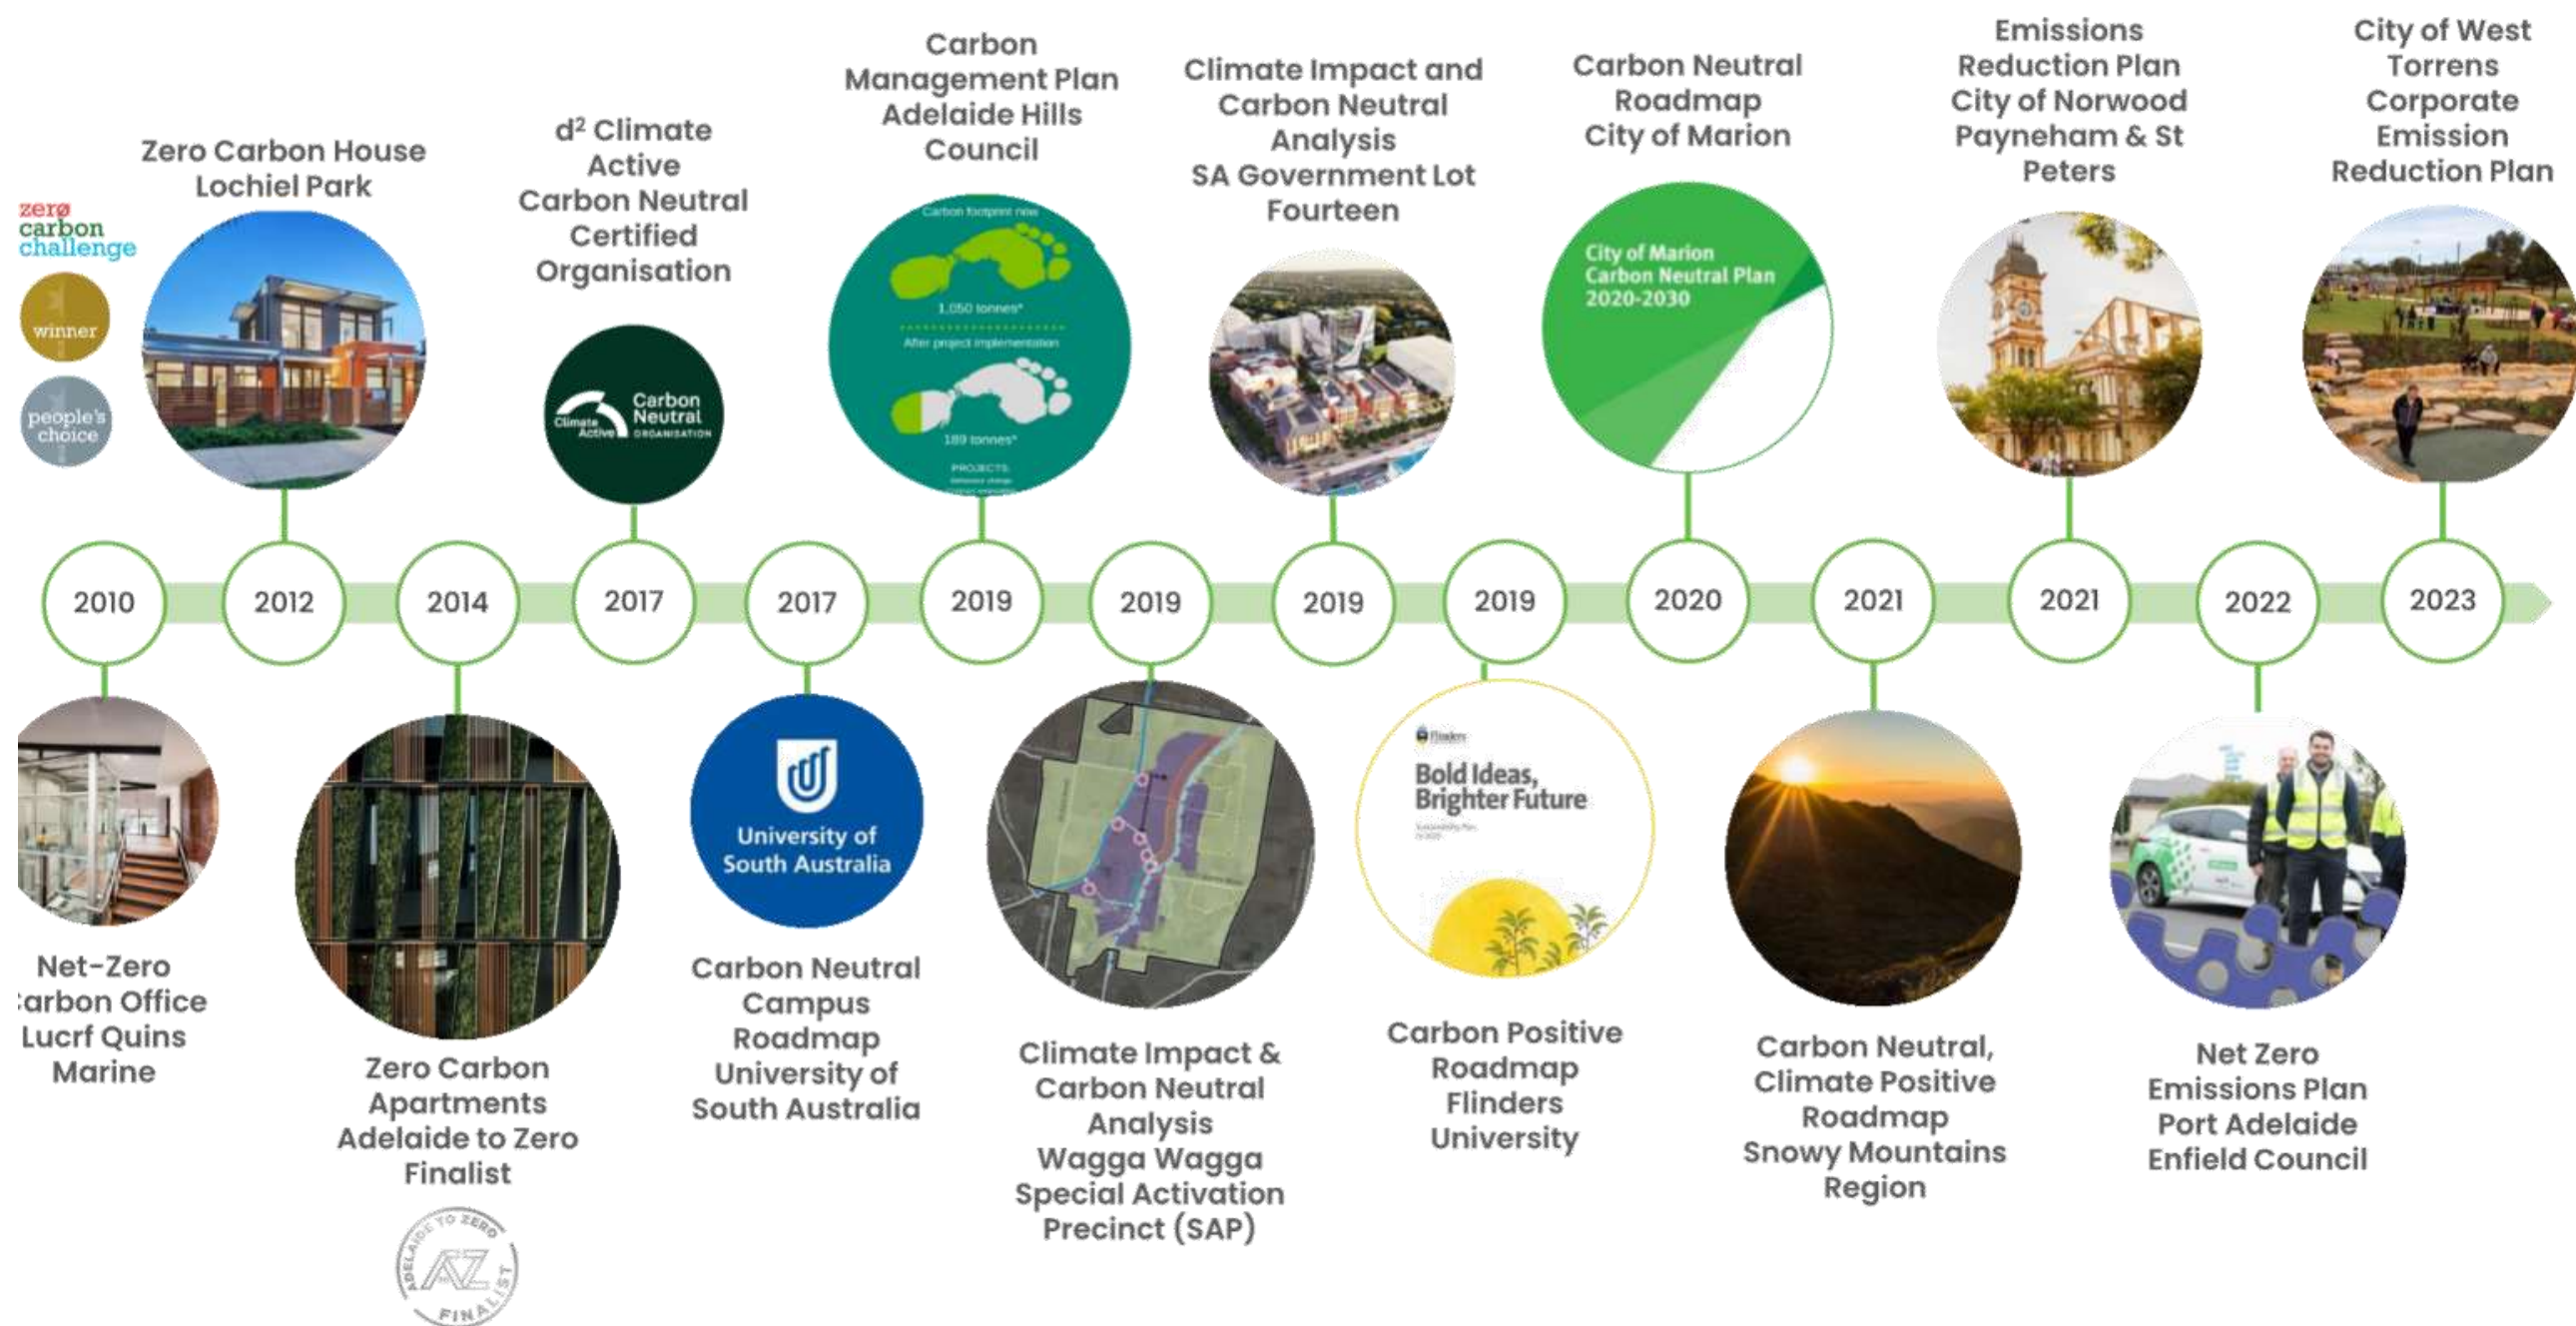 zerø
carbon
challenge
winner
people's
choice
Zero Carbon House
Lochiel Park
d² Climate
Active
Carbon Neutral
Certified
Organisation
Climate
Active
Carbon
Neutral
ORGANISATION
Carbon
Management Plan
Adelaide Hills
Council
Carbon footprint now
1,050 tonnes*
After project implementation
189 tonnes*
PROJECTS:
Climate Impact and
Carbon Neutral
Analysis
SA Government Lot
Fourteen
Carbon Neutral
Roadmap
City of Marion
City of Marion
Carbon Neutral Plan
2020-2030
Emissions
Reduction Plan
City of Norwood
Payneham & St
Peters
City of West
Torrens
Corporate
Emission
Reduction Plan
2010
2012
2014
2017
2017
2019
2019
2019
2019
2020
2021
2021
2022
2023
Net-Zero
arbon Office
Lucrf Quins
Marine
Zero Carbon
Apartments
Adelaide to Zero
Finalist
ADELAIDE TO ZERO
AZ
FINALIST
University of
South Australia
Carbon Neutral
Campus
Roadmap
University of
South Australia
Climate Impact &
Carbon Neutral
Analysis
Wagga Wagga
Special Activation
Precinct (SAP)
Flinders
Bold Ideas,
Brighter Future
Carbon Positive
Roadmap
Flinders
University
Carbon Neutral,
Climate Positive
Roadmap
Snowy Mountains
Region
Net Zero
Emissions Plan
Port Adelaide
Enfield Council